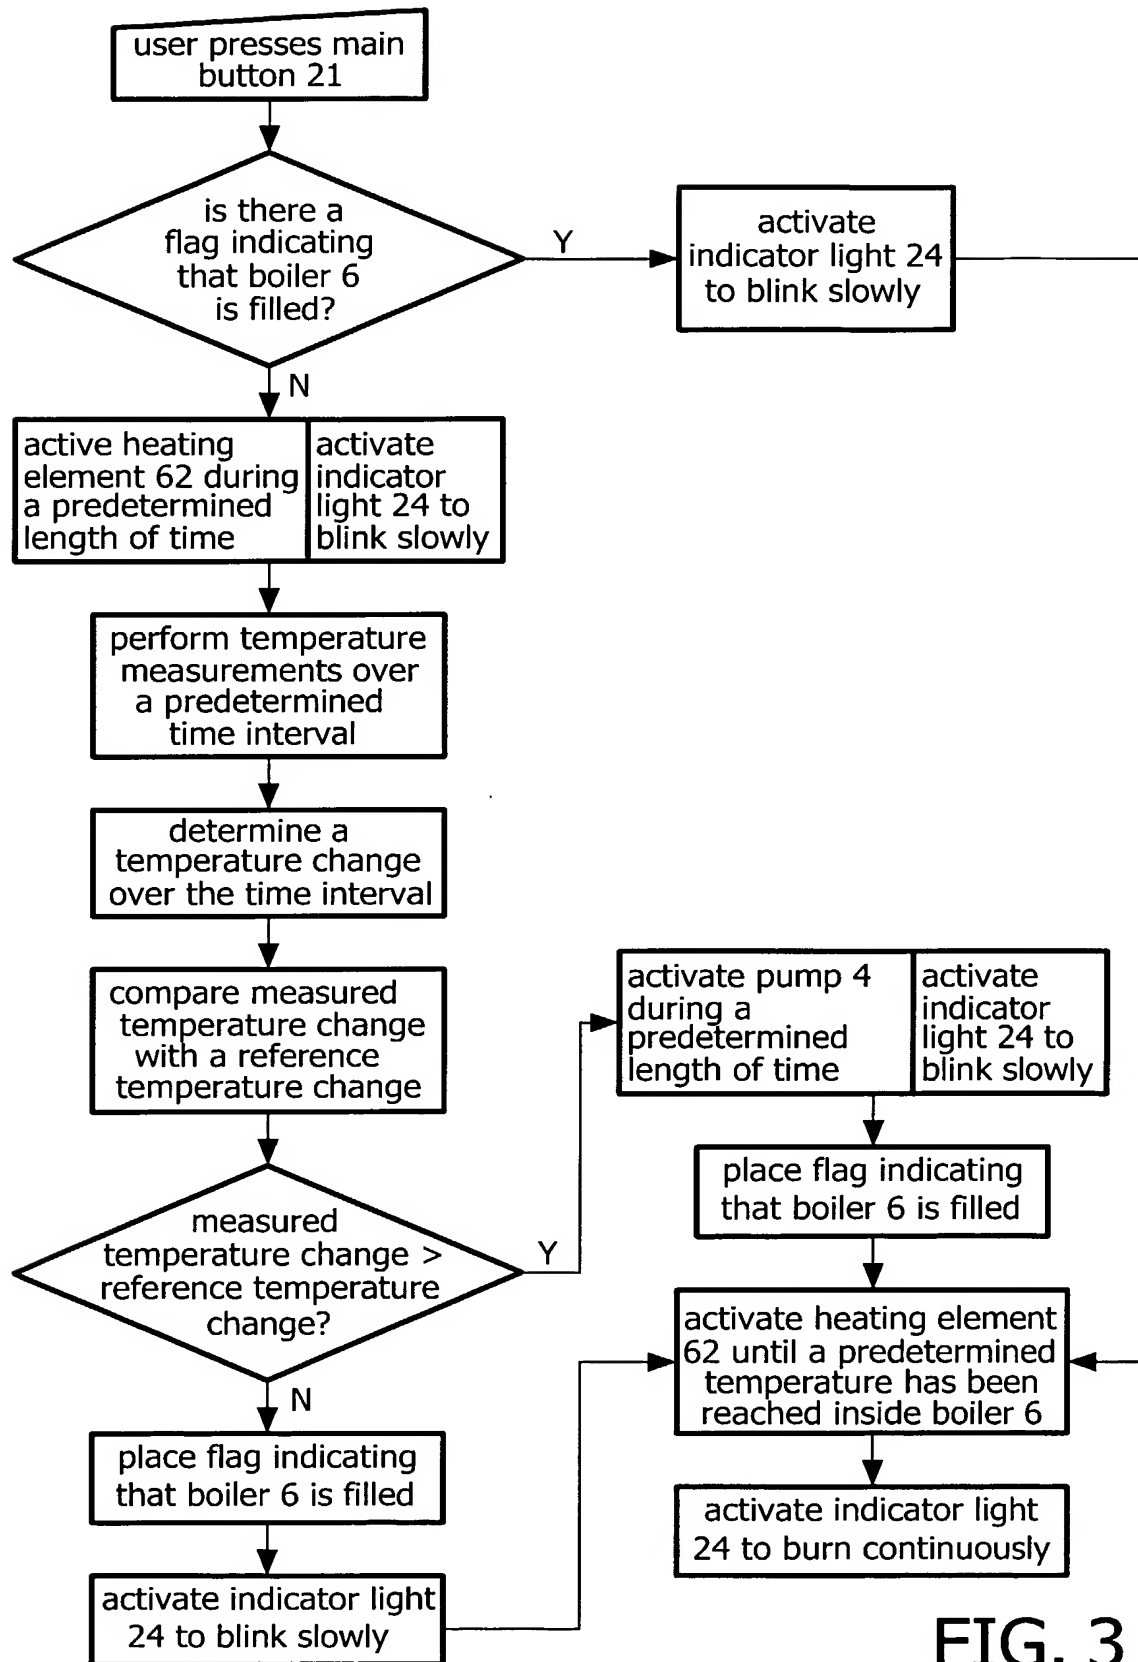 user presses main
button 21
is there a
flag indicating
that boiler 6
is filled?
Y
activate
indicator light 24
to blink slowly
N
active heating
element 62 during
a predetermined
length of time
activate
indicator
light 24 to
blink slowly
perform temperature
measurements over
a predetermined
time interval
determine a
temperature change
over the time interval
compare measured
temperature change
with a reference
temperature change
measured
temperature change >
reference temperature
change?
Y
activate pump 4
during a
predetermined
length of time
activate
indicator
light 24 to
blink slowly
place flag indicating
that boiler 6 is filled
activate heating element
62 until a predetermined
temperature has been
reached inside boiler 6
activate indicator light
24 to burn continuously
N
place flag indicating
that boiler 6 is filled
activate indicator light
24 to blink slowly
FIG. 3